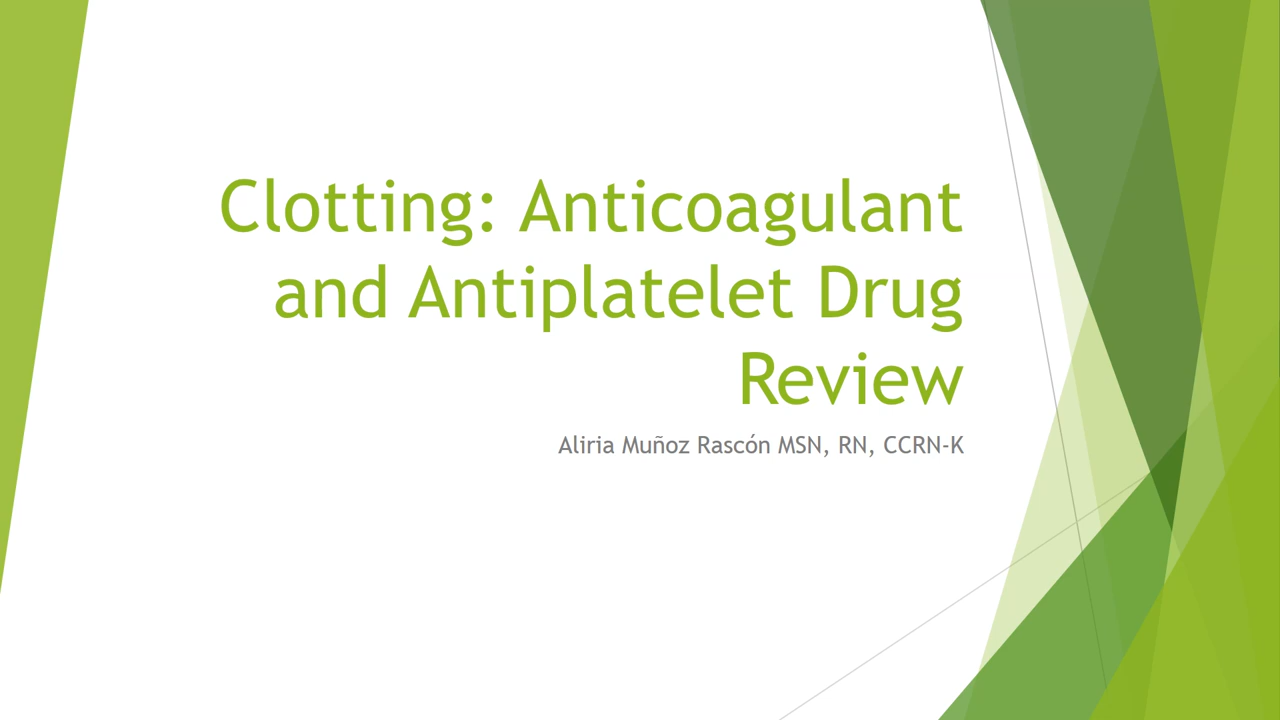 Clotting: Anticoagulant
and Antiplatelet Drug
Review
Aliria Muñoz Rascón MSN, RN, CCRN-K